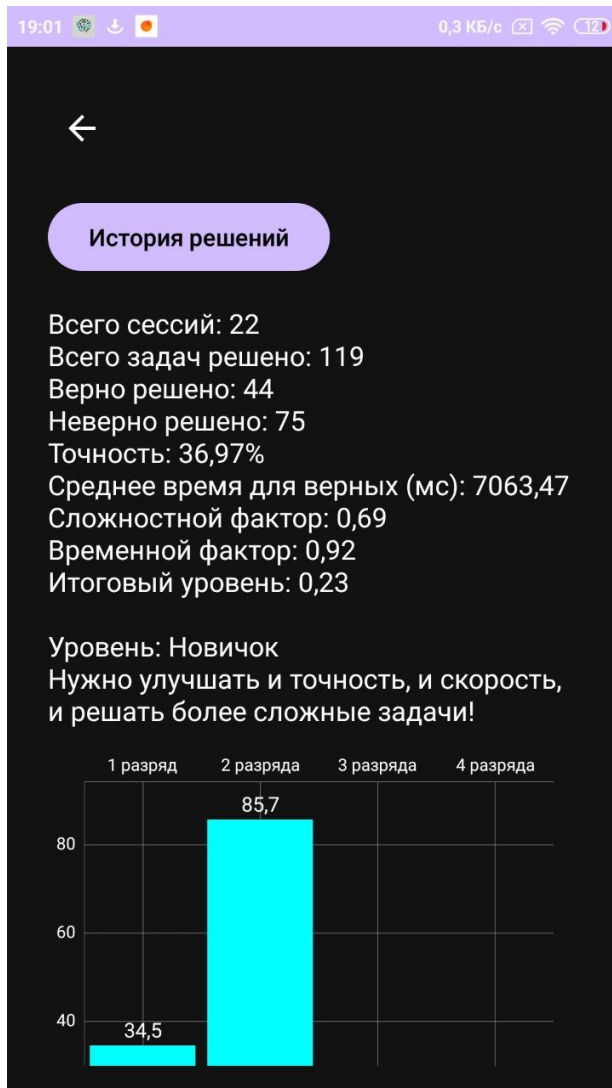 19:01 0,3 КБ/с 12
История решений
Всего сессий: 22
Всего задач решено: 119
Верно решено: 44
Неверно решено: 75
Точность: 36,97%
Среднее время для верных (мс): 7063,47
Сложностной фактор: 0,69
Временной фактор: 0,92
Итоговый уровень: 0,23
Уровень: Новичок
Нужно улучшать и точность, и скорость,
и решать более сложные задачи!
1 разряд 2 разряда 3 разряда 4 разряда
85,7
80
60
40
34,5